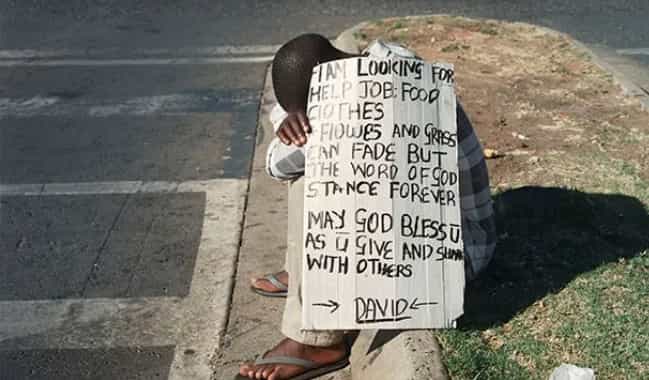 I AM LOOKING FOR
HELP JOB: FOOD
CLOTHES
FLOWES AND GRASS
CAN FADE BUT
THE WORD OF GOD
STANCE FOREVER
MAY GOD BLESS U
AS U GIVE AND SHARE
WITH OTHERS
→ DAVID ←